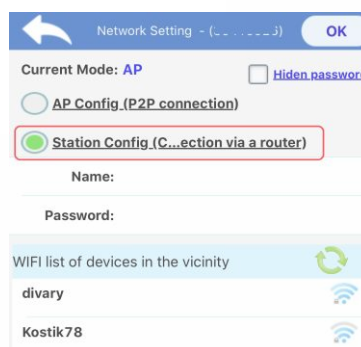 Network Setting - (
OK
Current Mode: AP
Hiden passwor
AP Config (P2P connection)
Station Config (C...ection via a router)
Name:
Password:
WIFI list of devices in the vicinity
divary
Kostik78